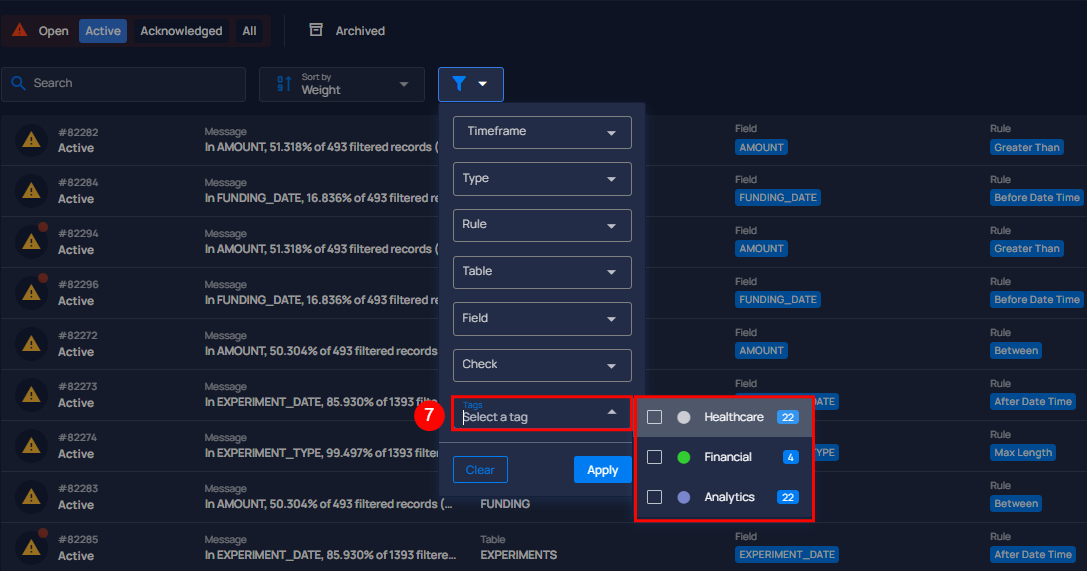 Open Active Acknowledged All Archived
Search
Sort by
Weight
Timeframe
Type
Rule
Table
Field
Check
7
Tags
Select a tag
Clear Apply
Healthcare 22
Financial 4
Analytics 22
#82282 Message Field Rule
Active In AMOUNT, 51.318% of 493 filtered records ( AMOUNT Greater Than
#82284 Message Field Rule
Active In FUNDING_DATE, 16.836% of 493 filtered re FUNDING_DATE Before Date Time
#82294 Message Field Rule
Active In AMOUNT, 51.318% of 493 filtered records ( AMOUNT Greater Than
#82296 Message Field Rule
Active In FUNDING_DATE, 16.836% of 493 filtered re FUNDING_DATE Before Date Time
#82272 Message Field Rule
Active In AMOUNT, 50.304% of 493 filtered records AMOUNT Between
#82273 Message Field Rule
Active In EXPERIMENT_DATE, 85.930% of 1393 filte DATE After Date Time
#82274 Message Rule
Active In EXPERIMENT_TYPE, 99.497% of 1393 filte YPE Max Length
#82283 Message Rule
Active In AMOUNT, 50.304% of 493 filtered records (... FUNDING Between
#82285 Message Table Field Rule
Active In EXPERIMENT_DATE, 85.930% of 1393 filtere... EXPERIMENTS EXPERIMENT_DATE After Date Time